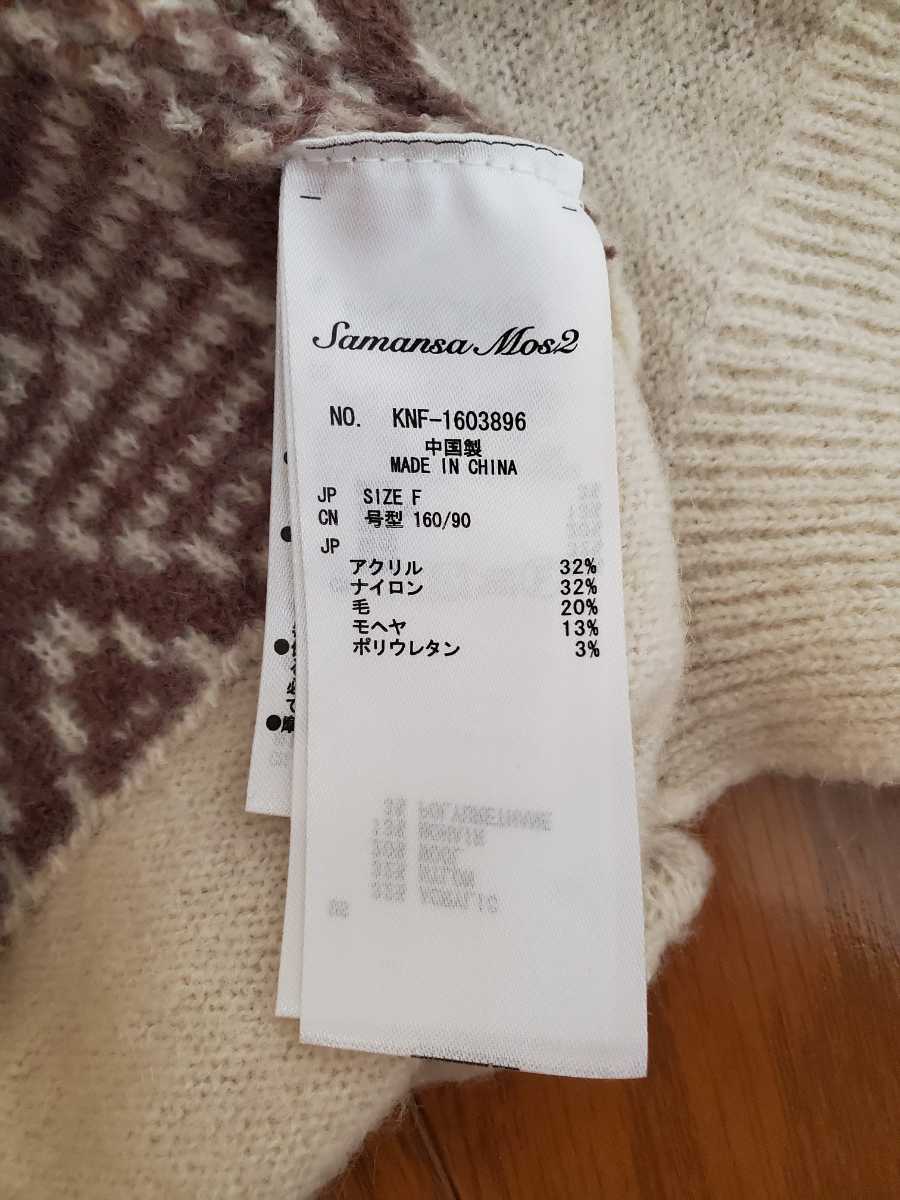 Samansa Mos2
NO. KNF-1603896
中国製
MADE IN CHINA
JP SIZE F
CN 号型 160/90
JP
アクリル 32%
ナイロン 32%
毛 20%
モヘヤ 13%
ポリウレタン 3%
●
●
●
て
●摩